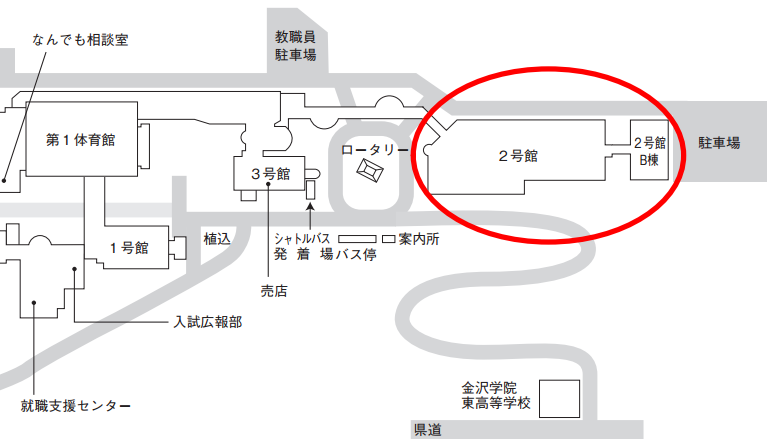 なんでも相談室
教職員
駐車場
第1体育館
ロータリー
2号館
2号館
B棟
駐車場
3号館
1号館
植込
シャトルバス
発着場
バス停
案内所
売店
入試広報部
就職支援センター
金沢学院
東高等学校
県道